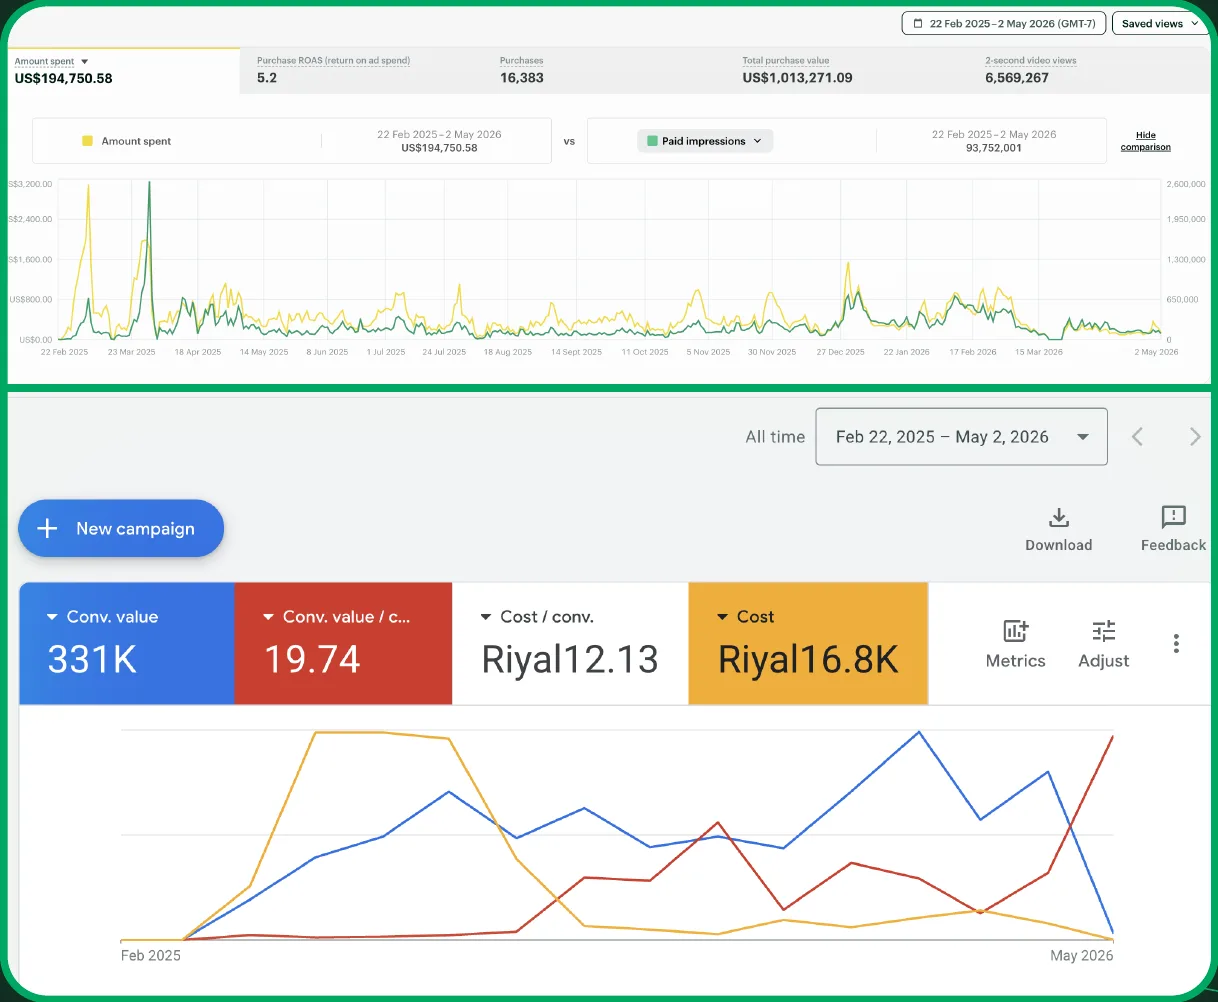 22 Feb 2025–2 May 2026 (GMT-7)
Saved views
Amount spent
US$194,750.58
Purchase ROAS (return on ad spend)
5.2
Purchases
16,383
Total purchase value
US$1,013,271.09
2-second video views
6,569,267
Amount spent
22 Feb 2025–2 May 2026
US$194,750.58
vs
Paid impressions
22 Feb 2025–2 May 2026
93,752,001
Hide
comparison
S$3,200.00
S$2,400.00
S$1,600.00
US$800.00
US$0.00
2,600,000
1,950,000
1,300,000
650,000
0
22 Feb 2025 23 Mar 2025 18 Apr 2025 14 May 2025 8 Jun 2025 1 Jul 2025 24 Jul 2025 18 Aug 2025 14 Sept 2025 11 Oct 2025 5 Nov 2025 30 Nov 2025 27 Dec 2025 22 Jan 2026 17 Feb 2026 15 Mar 2026 2 May 2026
All time
Feb 22, 2025 – May 2, 2026
New campaign
Download
Feedback
Conv. value
331K
Conv. value / c...
19.74
Cost / conv.
Riyal12.13
Cost
Riyal16.8K
Metrics
Adjust
Feb 2025
May 2026